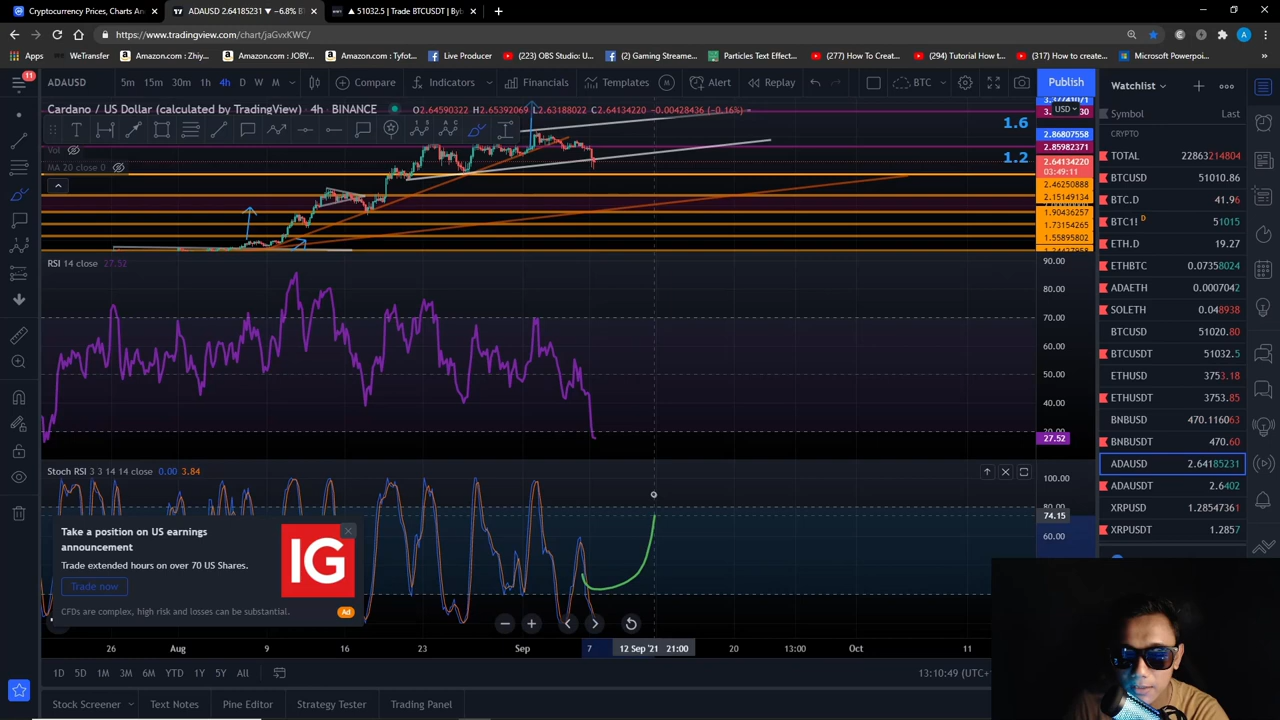 Cryptocurrency Prices, Charts An
ADAUSD 2.64185231 ▼ −6.8% B
▲ 51032.5 | Trade BTCUSDT | Byb
https://www.tradingview.com/chart/jaGvxKWC/
Apps
WeTransfer
Amazon.com : Zhiy...
Amazon.com : JOBY...
Amazon.com : Tyfot...
Live Producer
(223) OBS Studio: U...
(2) Gaming Streame...
Particles Text Effect...
(277) How To Creat...
(294) Tutorial How t...
(317) How to create...
Microsoft Powerpoi...
11
ADAUSD
5m 15m 30m 1h 4h D W M
Compare
Indicators
Financials
Templates
Alert
Replay
BTC
Publish
Cardano / US Dollar (calculated by TradingView) 4h BINANCE
O2.64590322 H2.65392069 L2.63188022 C2.64134220 −0.00428436 (−0.16%)
Vol
MA 20 close 0
1.6
1.2
USD
2.86807558
2.85982371
2.64134220
03:49:11
2.46250888
2.15149134
1.90436257
1.73154265
1.55895802
RSI 14 close 27.52
90.00
80.00
70.00
60.00
50.00
40.00
30.00
27.52
Stoch RSI 3 3 14 14 close 0.00 3.84
100.00
80.00
74.15
60.00
Take a position on US earnings
announcement
Trade extended hours on over 70 US Shares.
Trade now
CFDs are complex, high risk and losses can be substantial.
IG
Ad
26 Aug 9 16 23 Sep 7 12 Sep '21 21:00 20 13:00 Oct 11
1D 5D 1M 3M 6M YTD 1Y 5Y All
13:10:49 (UTC+
Stock Screener
Text Notes
Pine Editor
Strategy Tester
Trading Panel
Watchlist
Symbol Last
CRYPTO
TOTAL 22863214804
BTCUSD 51010.86
BTC.D 41.96
BTC1! D 51015
ETH.D 19.27
ETHBTC 0.07358024
ADAETH 0.0007042
SOLETH 0.048938
BTCUSD 51020.80
BTCUSDT 51032.5
ETHUSD 3753.18
ETHUSDT 3753.85
BNBUSD 470.116063
BNBUSDT 470.60
ADAUSD 2.64185231
ADAUSDT 2.6402
XRPUSD 1.2854736
XRPUSDT 1.2857